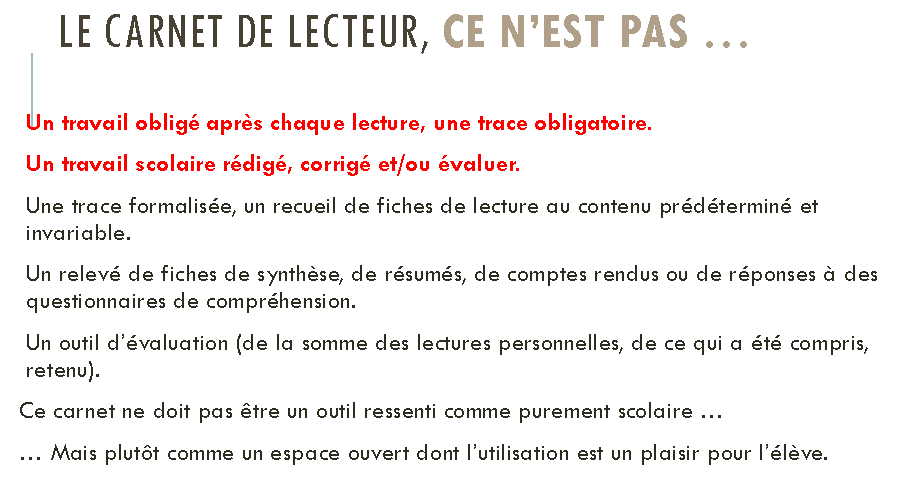 LE CARNET DE LECTEUR, CE N’EST PAS …
Un travail obligé après chaque lecture, une trace obligatoire.
Un travail scolaire rédigé, corrigé et/ou évaluer.
Une trace formalisée, un recueil de fiches de lecture au contenu prédéterminé et
invariable.
Un relevé de fiches de synthèse, de résumés, de comptes rendus ou de réponses à des
questionnaires de compréhension.
Un outil d’évaluation (de la somme des lectures personnelles, de ce qui a été compris,
retenu).
Ce carnet ne doit pas être un outil ressenti comme purement scolaire …
… Mais plutôt comme un espace ouvert dont l’utilisation est un plaisir pour l’élève.